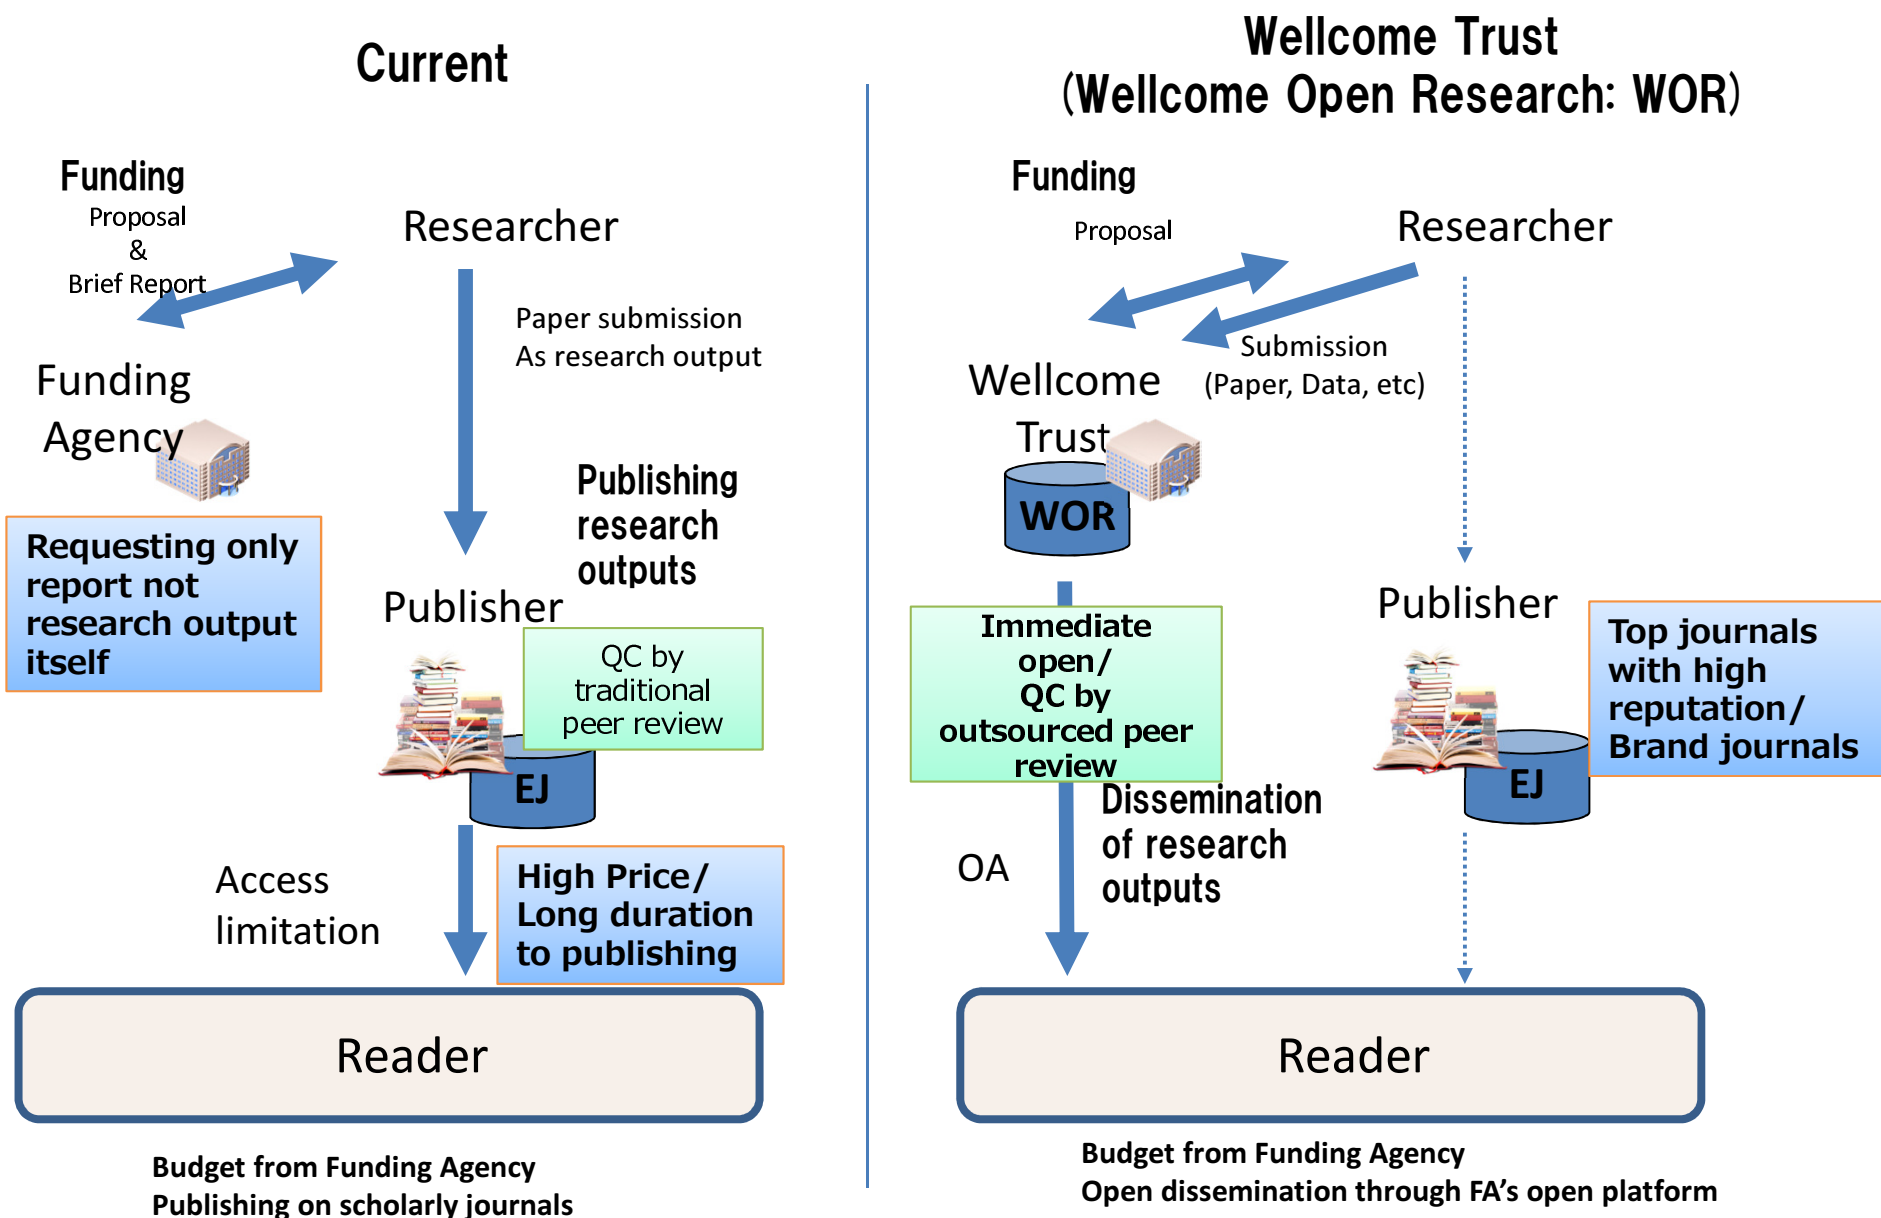 Current
Funding
Proposal
&
Brief Report
Researcher
Paper submission
As research output
Funding
Agency
Requesting only
report not
research output
itself
Publishing
research
outputs
Publisher
QC by
traditional
peer review
EJ
Access
limitation
High Price/
Long duration
to publishing
Reader
Budget from Funding Agency
Publishing on scholarly journals
Wellcome Trust
(Wellcome Open Research: WOR)
Funding
Proposal
Researcher
Submission
(Paper, Data, etc)
Wellcome
Trust
WOR
Immediate
open/
QC by
outsourced peer
review
Publisher
Top journals
with high
reputation/
Brand journals
EJ
Dissemination
of research
outputs
OA
Reader
Budget from Funding Agency
Open dissemination through FA's open platform